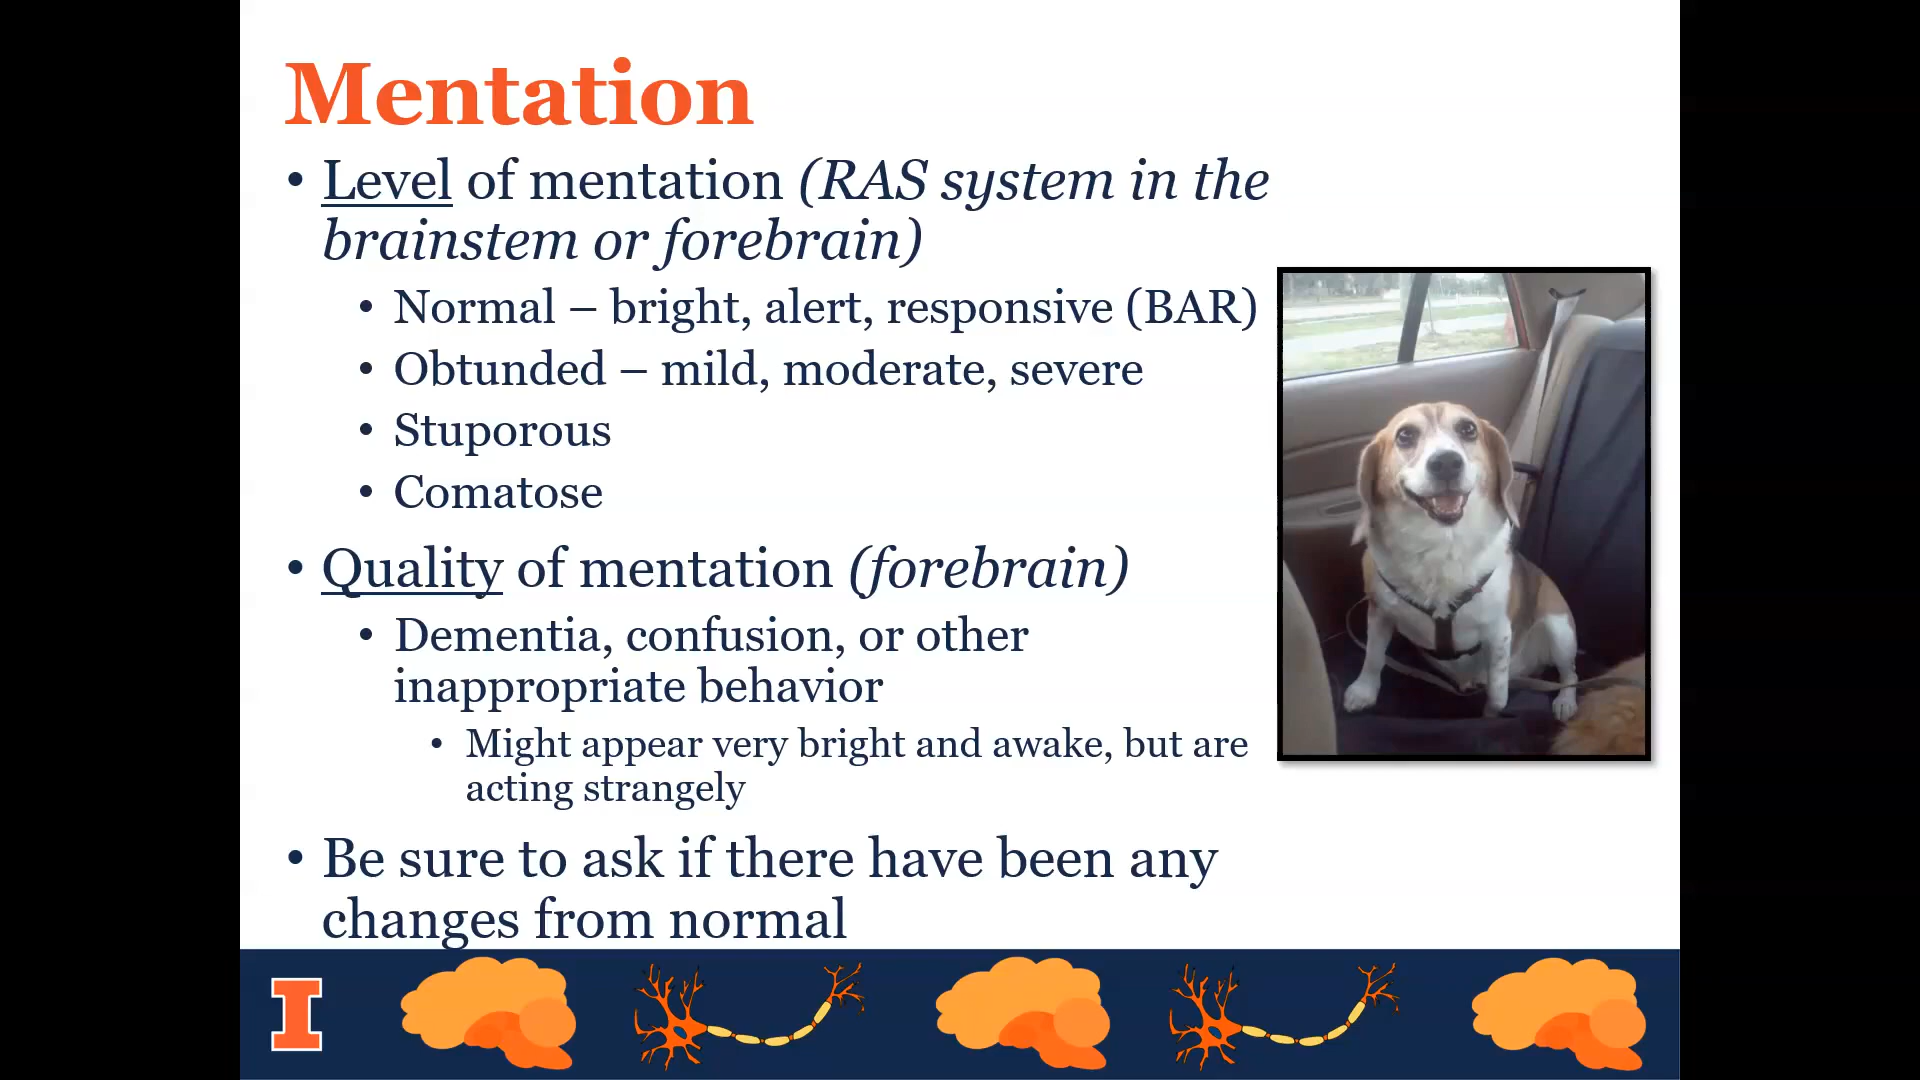 Mentation
• Level of mentation (RAS system in the
brainstem or forebrain)
• Normal – bright, alert, responsive (BAR)
• Obtunded – mild, moderate, severe
• Stuporous
• Comatose
• Quality of mentation (forebrain)
• Dementia, confusion, or other
inappropriate behavior
• Might appear very bright and awake, but are
acting strangely
• Be sure to ask if there have been any
changes from normal
I